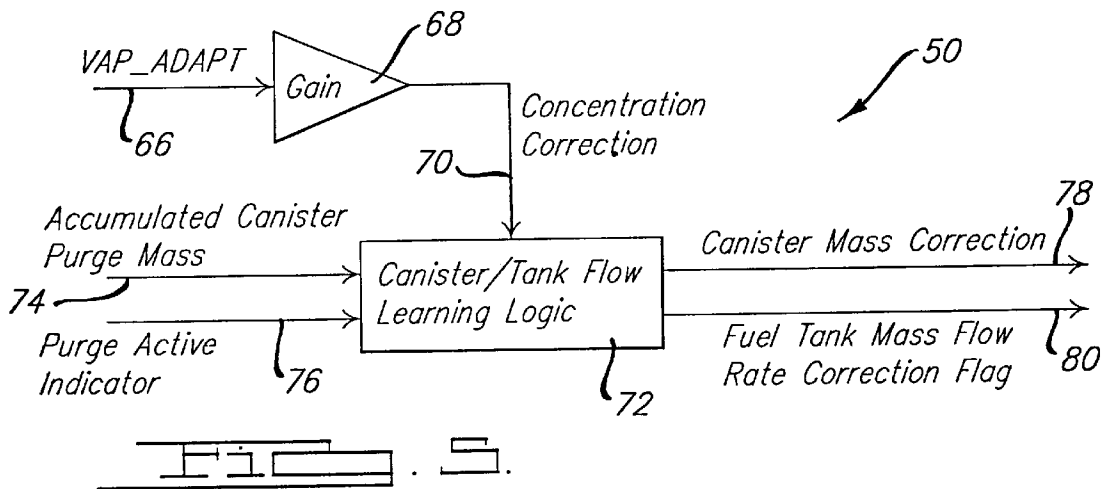 VAP_ADAPT
66
Gain
68
50
Concentration
Correction
70
Accumulated Canister
Purge Mass
74
Purge Active
Indicator
76
Canister/Tank Flow
Learning Logic
72
78
Canister Mass Correction
Fuel Tank Mass Flow
Rate Correction Flag
80
Fig. 5.